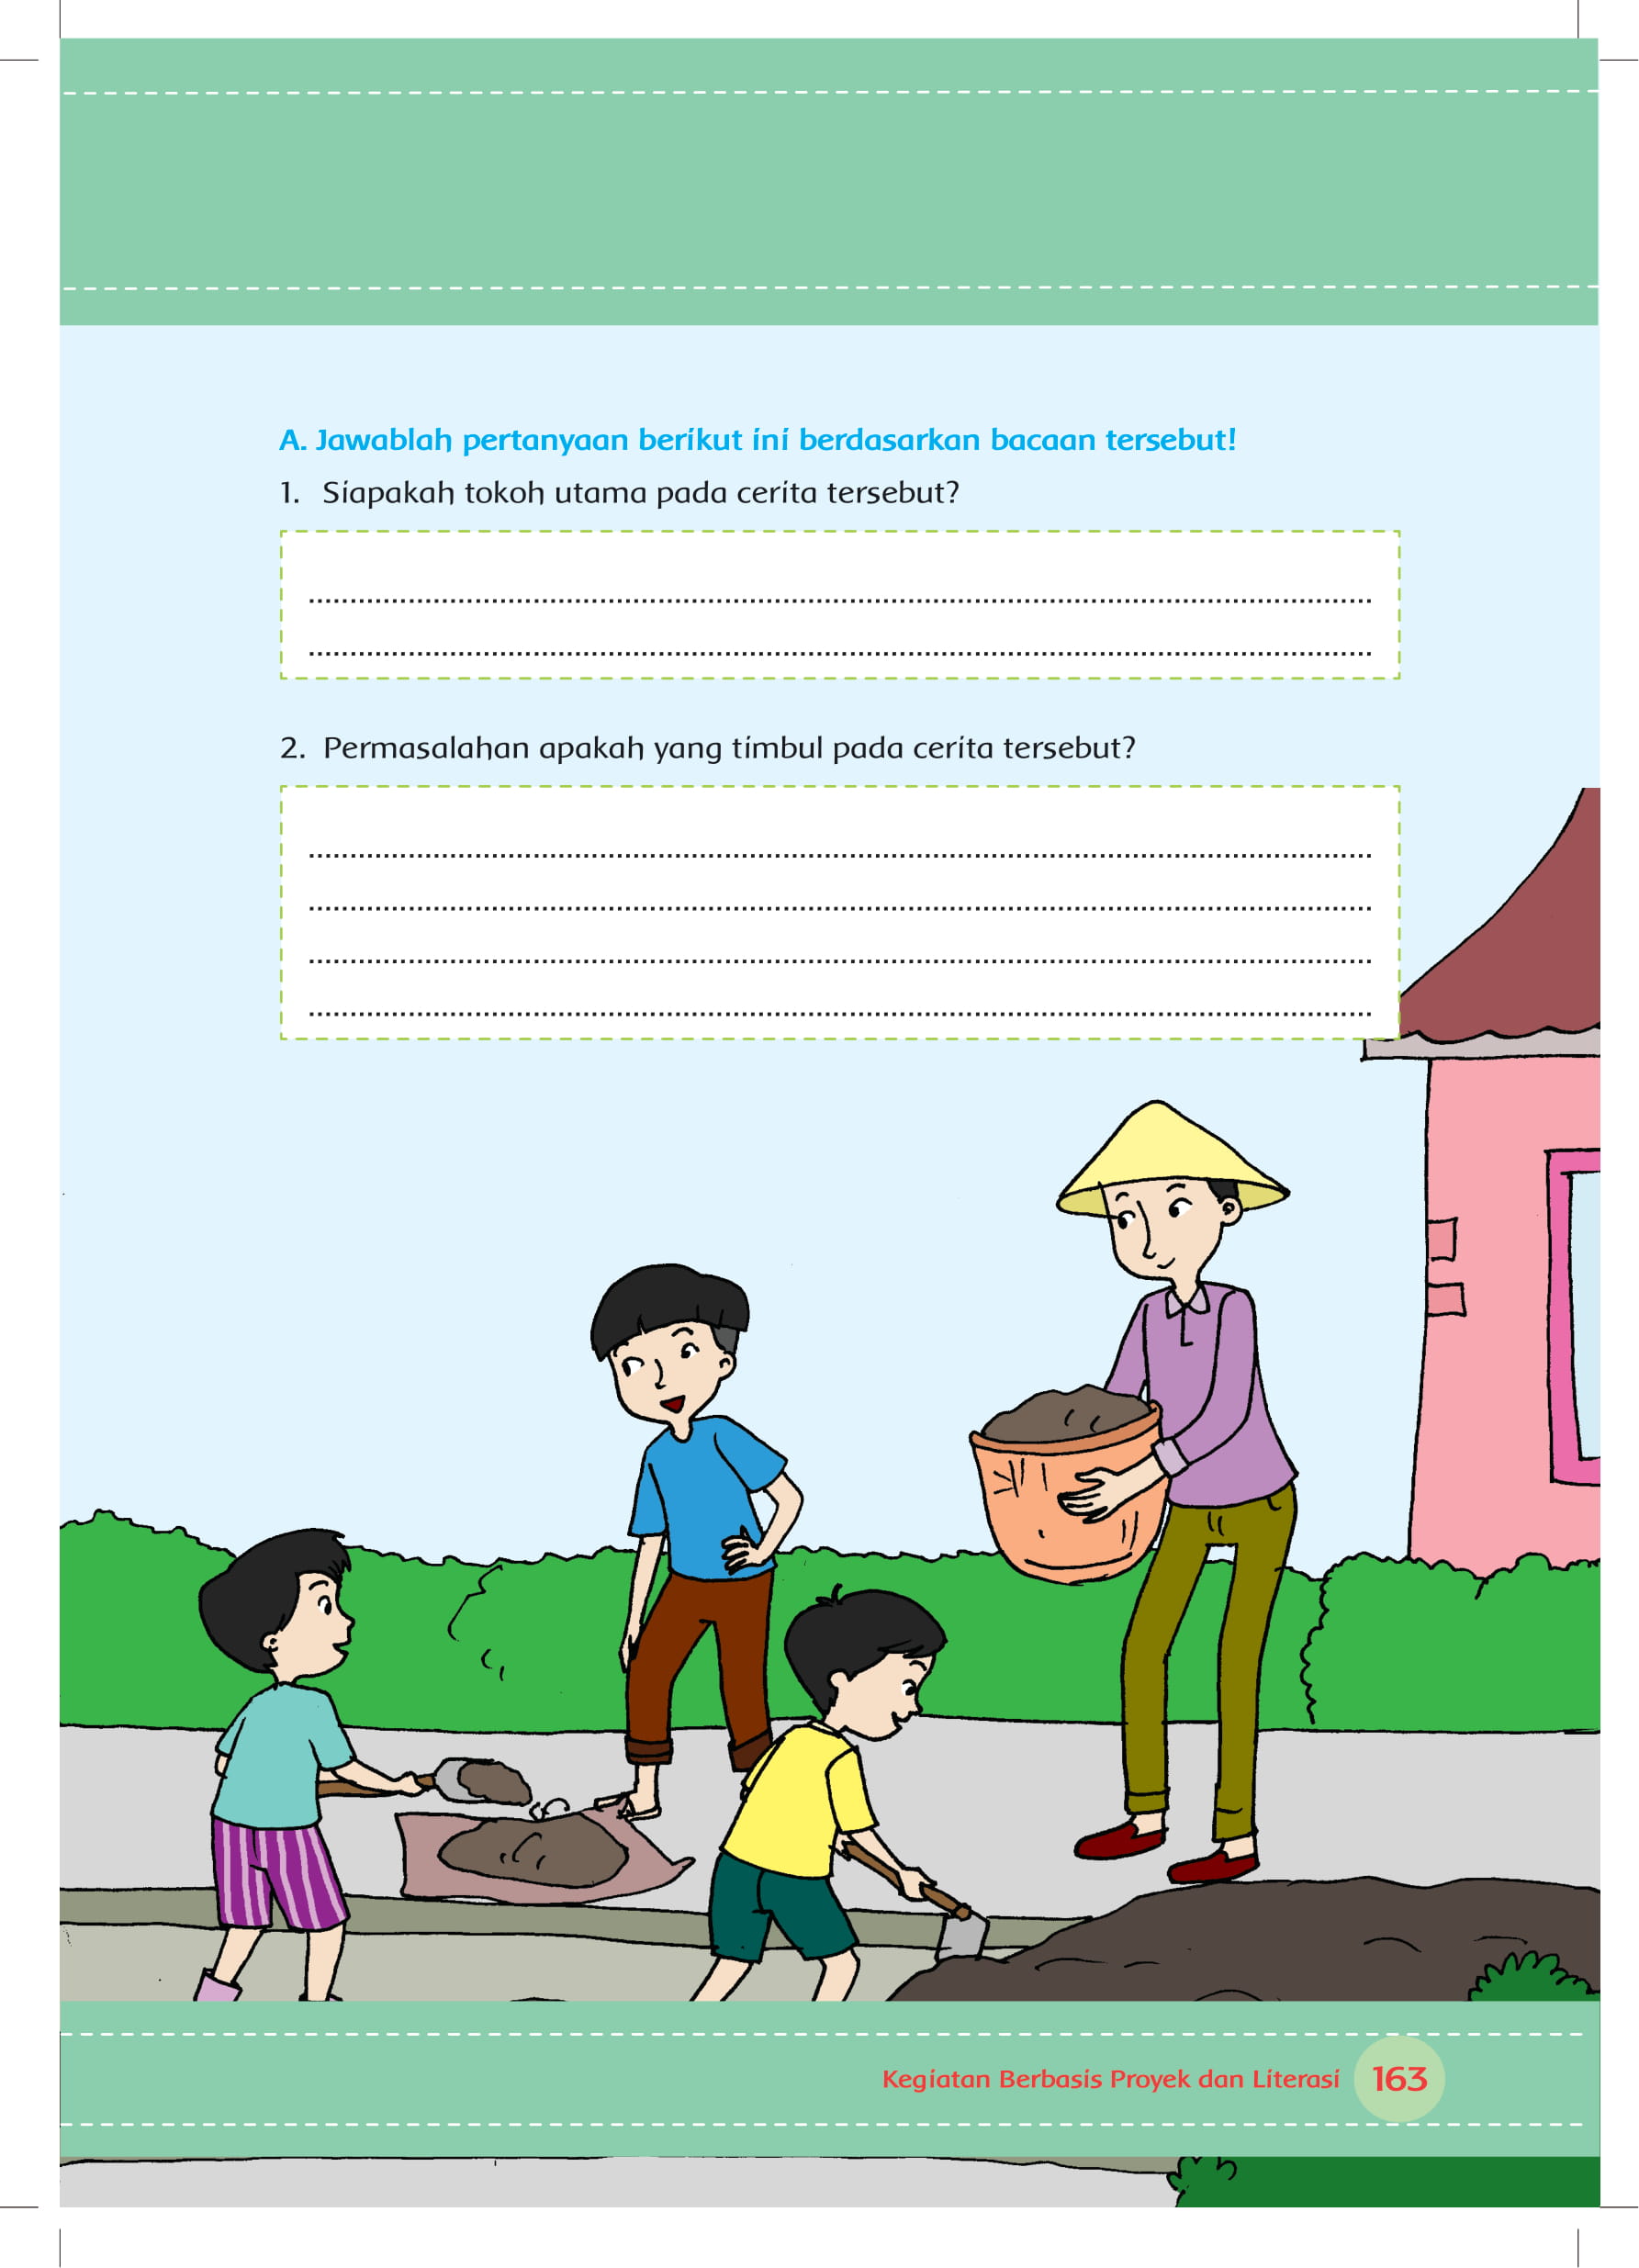 A. Jawablah pertanyaan berikut ini berdasarkan bacaan tersebut!
1. Siapakah tokoh utama pada cerita tersebut?
..........................................................................................
..........................................................................................
2. Permasalahan apakah yang timbul pada cerita tersebut?
..........................................................................................
..........................................................................................
..........................................................................................
..........................................................................................
Kegiatan Berbasis Proyek dan Literasi 163